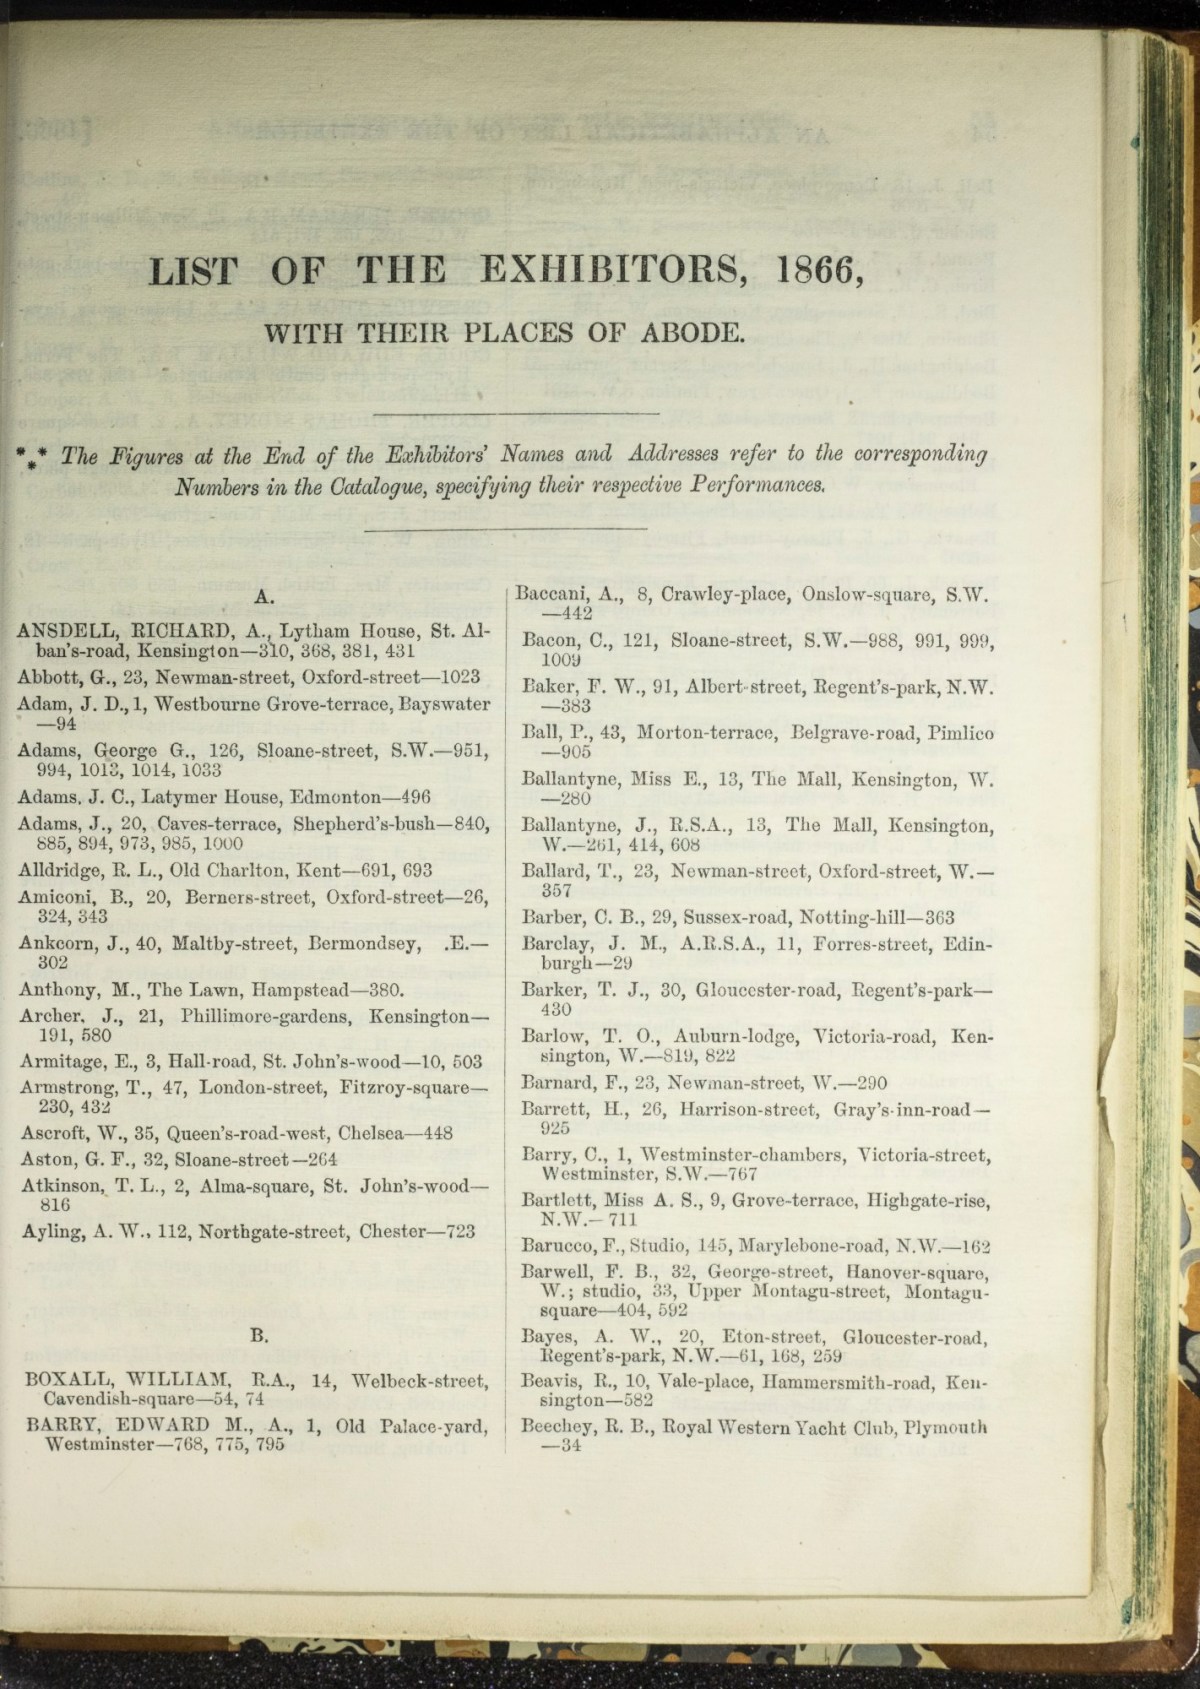 LIST OF THE EXHIBITORS, 1866,
WITH THEIR PLACES OF ABODE.
*** The Figures at the End of the Exhibitors' Names and Addresses refer to the corresponding
Numbers in the Catalogue, specifying their respective Performances.
A.
ANSDELL, RICHARD, A., Lytham House, St. Al-
ban's-road, Kensington—310, 368, 381, 431
Abbott, G., 23, Newman-street, Oxford-street—1023
Adam, J. D., 1, Westbourne Grove-terrace, Bayswater
—94
Adams, George G., 126, Sloane-street, S.W.—951,
994, 1013, 1014, 1033
Adams, J. C., Latymer House, Edmonton—496
Adams, J., 20, Caves-terrace, Shepherd's-bush—840,
885, 894, 973, 985, 1000
Alldridge, R. L., Old Charlton, Kent—691, 693
Amiconi, B., 20, Berners-street, Oxford-street—26,
324, 343
Ankcorn, J., 40, Maltby-street, Bermondsey, .E.—
302
Anthony, M., The Lawn, Hampstead—380.
Archer, J., 21, Phillimore-gardens, Kensington—
191, 580
Armitage, E., 3, Hall-road, St. John's-wood—10, 503
Armstrong, T., 47, London-street, Fitzroy-square—
230, 432
Ascroft, W., 35, Queen's-road-west, Chelsea—448
Aston, G. F., 32, Sloane-street—264
Atkinson, T. L., 2, Alma-square, St. John's-wood—
816
Ayling, A. W., 112, Northgate-street, Chester—723
B.
BOXALL, WILLIAM, R.A., 14, Welbeck-street,
Cavendish-square—54, 74
BARRY, EDWARD M., A., 1, Old Palace-yard,
Westminster—768, 775, 795
Baccani, A., 8, Crawley-place, Onslow-square, S.W.
—442
Bacon, C., 121, Sloane-street, S.W.—988, 991, 999,
1009
Baker, F. W., 91, Albert-street, Regent's-park, N.W.
—383
Ball, P., 43, Morton-terrace, Belgrave-road, Pimlico
—905
Ballantyne, Miss E., 13, The Mall, Kensington, W.
—280
Ballantyne, J., R.S.A., 13, The Mall, Kensington,
W.—261, 414, 608
Ballard, T., 23, Newman-street, Oxford-street, W.—
357
Barber, C. B., 29, Sussex-road, Notting-hill—363
Barclay, J. M., A.R.S.A., 11, Forres-street, Edin-
burgh—29
Barker, T. J., 30, Gloucester-road, Regent's-park—
430
Barlow, T. O., Auburn-lodge, Victoria-road, Ken-
sington, W.—819, 822
Barnard, F., 23, Newman-street, W.—290
Barrett, H., 26, Harrison-street, Gray's-inn-road—
925
Barry, C., 1, Westminster-chambers, Victoria-street,
Westminster, S.W.—767
Bartlett, Miss A. S., 9, Grove-terrace, Highgate-rise,
N.W.—711
Barucco, F., Studio, 145, Marylebone-road, N.W.—162
Barwell, F. B., 32, George-street, Hanover-square,
W.; studio, 33, Upper Montagu-street, Montagu-
square—404, 592
Bayes, A. W., 20, Eton-street, Gloucester-road,
Regent's-park, N.W.—61, 168, 259
Beavis, R., 10, Vale-place, Hammersmith-road, Ken-
sington—582
Beechey, R. B., Royal Western Yacht Club, Plymouth
—34